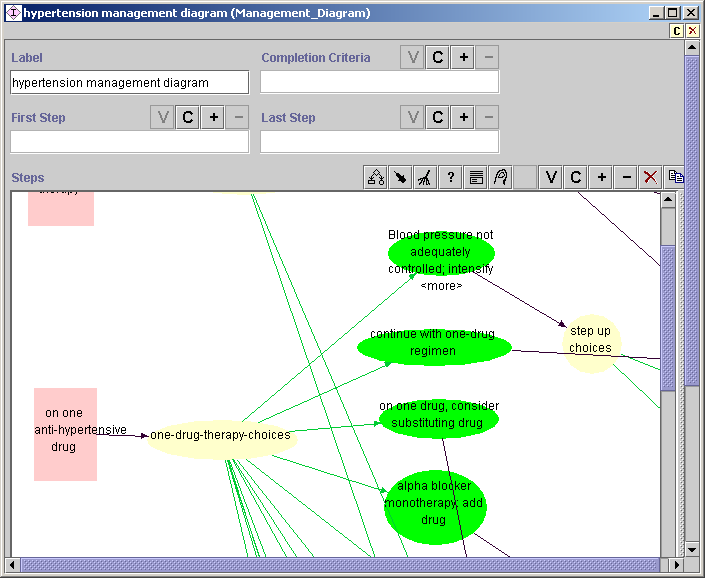 hypertension management diagram (Management_Diagram)
C
Label
Completion Criteria
V C + −
hypertension management diagram
First Step
V C + −
Last Step
V C + −
Steps
? V C + −
therapy
Blood pressure not
adequately
controlled; intensify
<more>
step up
choices
continue with one-drug
regimen
on one
anti-hypertensive
drug
one-drug-therapy-choices
on one drug, consider
substituting drug
alpha blocker
monotherapy, add
drug